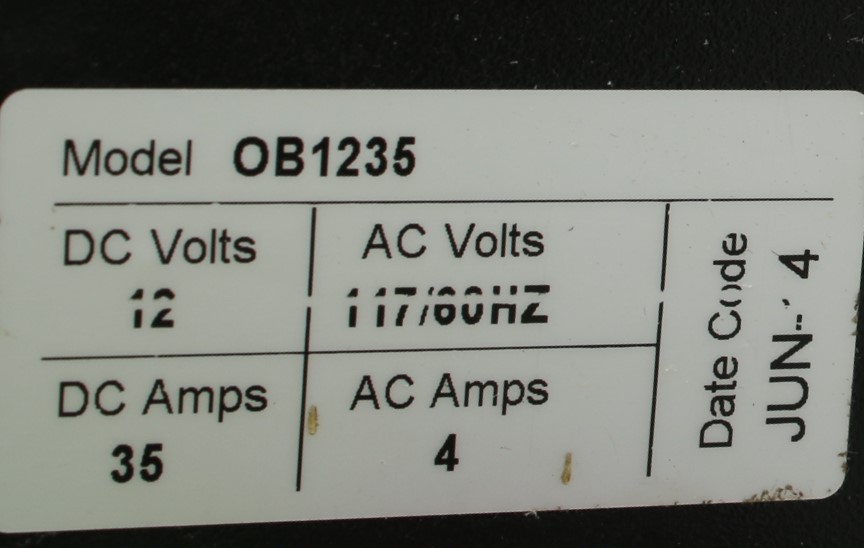 Model OB1235
DC Volts
12
AC Volts
117/60HZ
DC Amps
35
AC Amps
4
Date Code